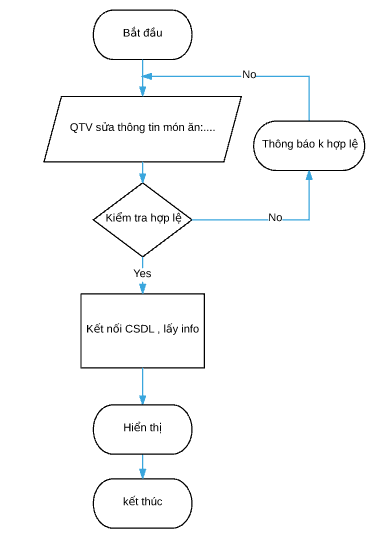 Bắt đầu
No
QTV sửa thông tin món ăn:....
Thông báo k hợp lệ
Kiểm tra hợp lệ
No
Yes
Kết nối CSDL , lấy info
Hiển thị
kết thúc